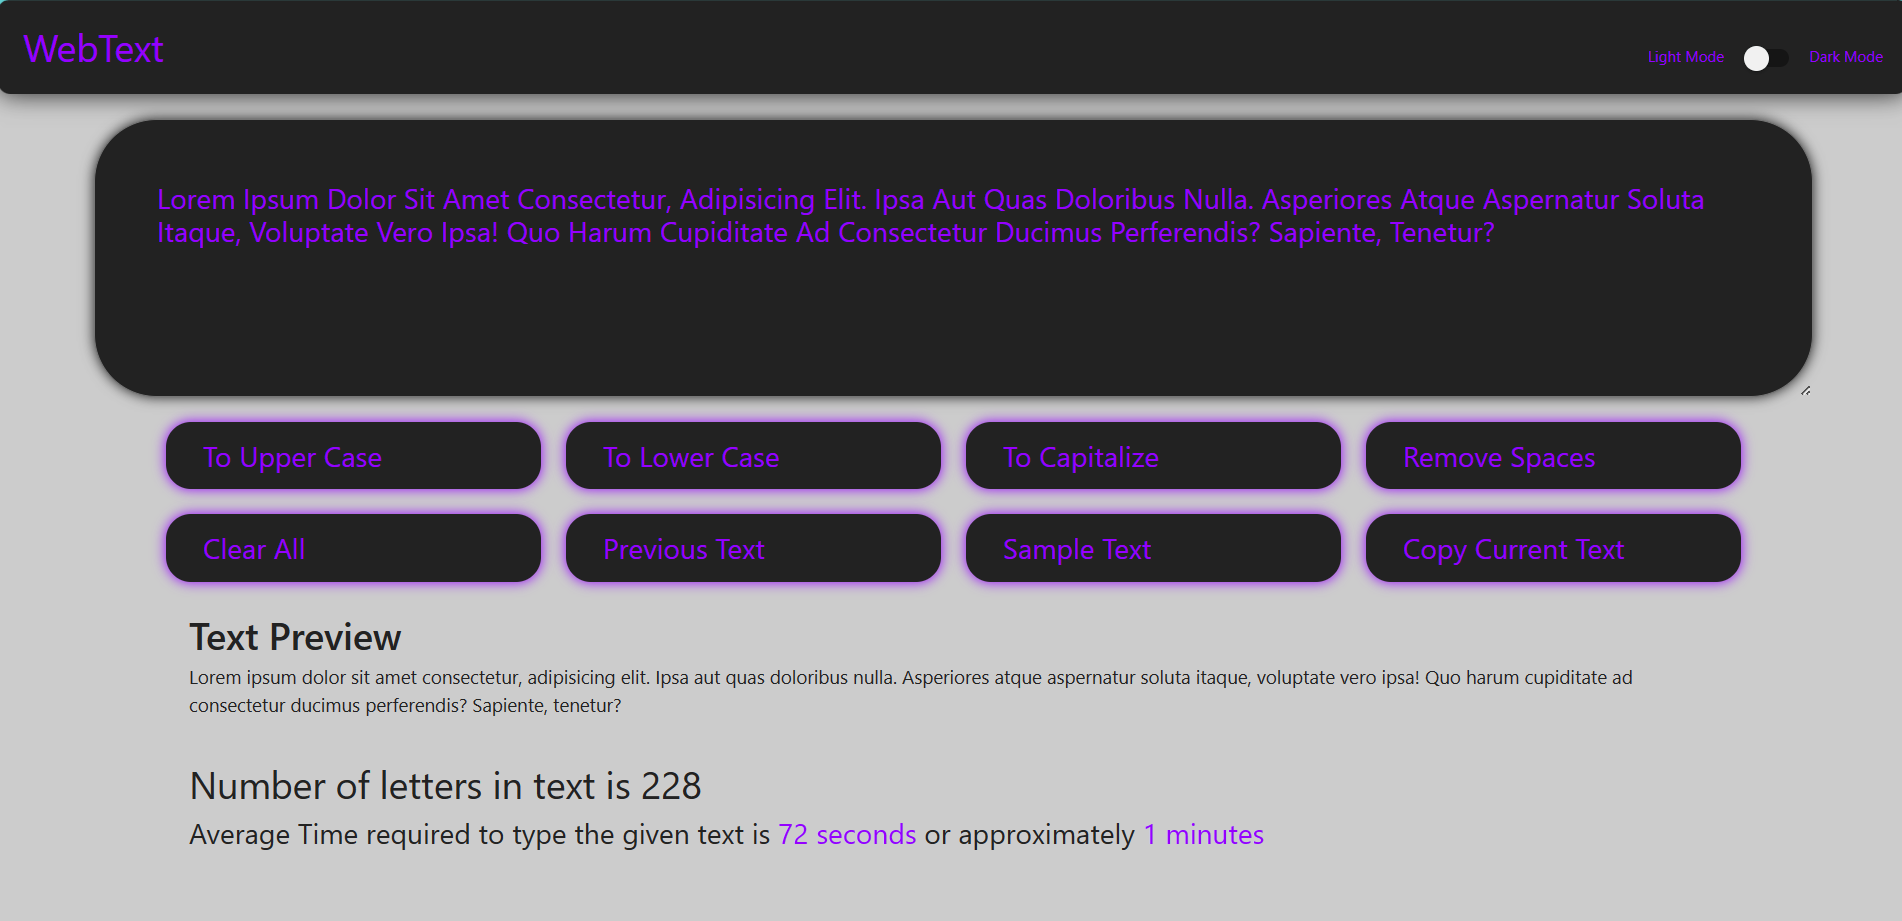 WebText
Light Mode Dark Mode
Lorem Ipsum Dolor Sit Amet Consectetur, Adipisicing Elit. Ipsa Aut Quas Doloribus Nulla. Asperiores Atque Aspernatur Soluta
Itaque, Voluptate Vero Ipsa! Quo Harum Cupiditate Ad Consectetur Ducimus Perferendis? Sapiente, Tenetur?
To Upper Case To Lower Case To Capitalize Remove Spaces
Clear All Previous Text Sample Text Copy Current Text
Text Preview
Lorem ipsum dolor sit amet consectetur, adipisicing elit. Ipsa aut quas doloribus nulla. Asperiores atque aspernatur soluta itaque, voluptate vero ipsa! Quo harum cupiditate ad
consectetur ducimus perferendis? Sapiente, tenetur?
Number of letters in text is 228
Average Time required to type the given text is 72 seconds or approximately 1 minutes